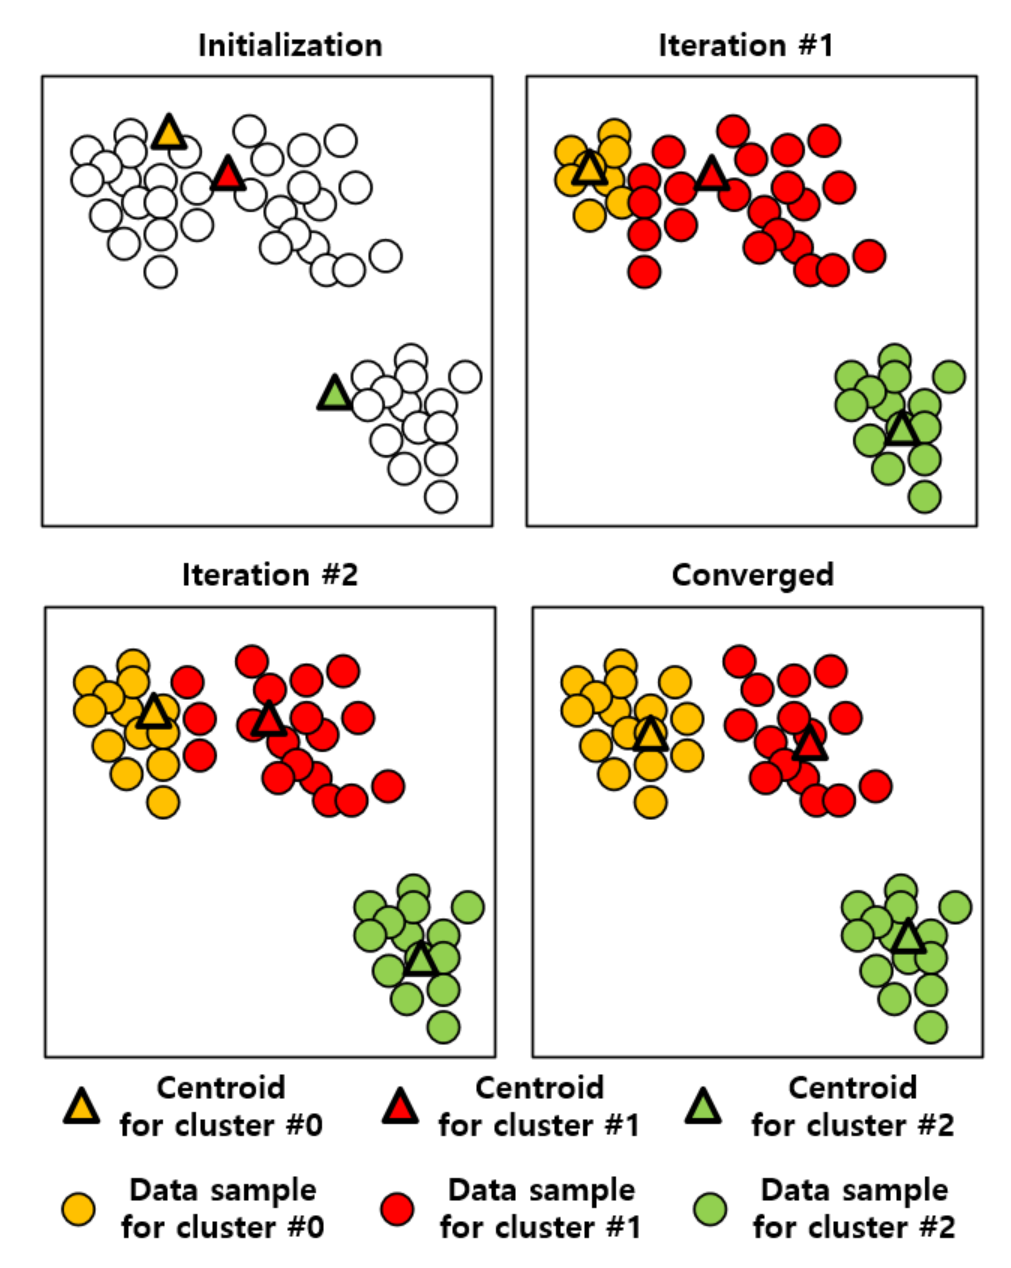 Initialization
Iteration #1
Iteration #2
Converged
Centroid
for cluster #0
Centroid
for cluster #1
Centroid
for cluster #2
Data sample
for cluster #0
Data sample
for cluster #1
Data sample
for cluster #2